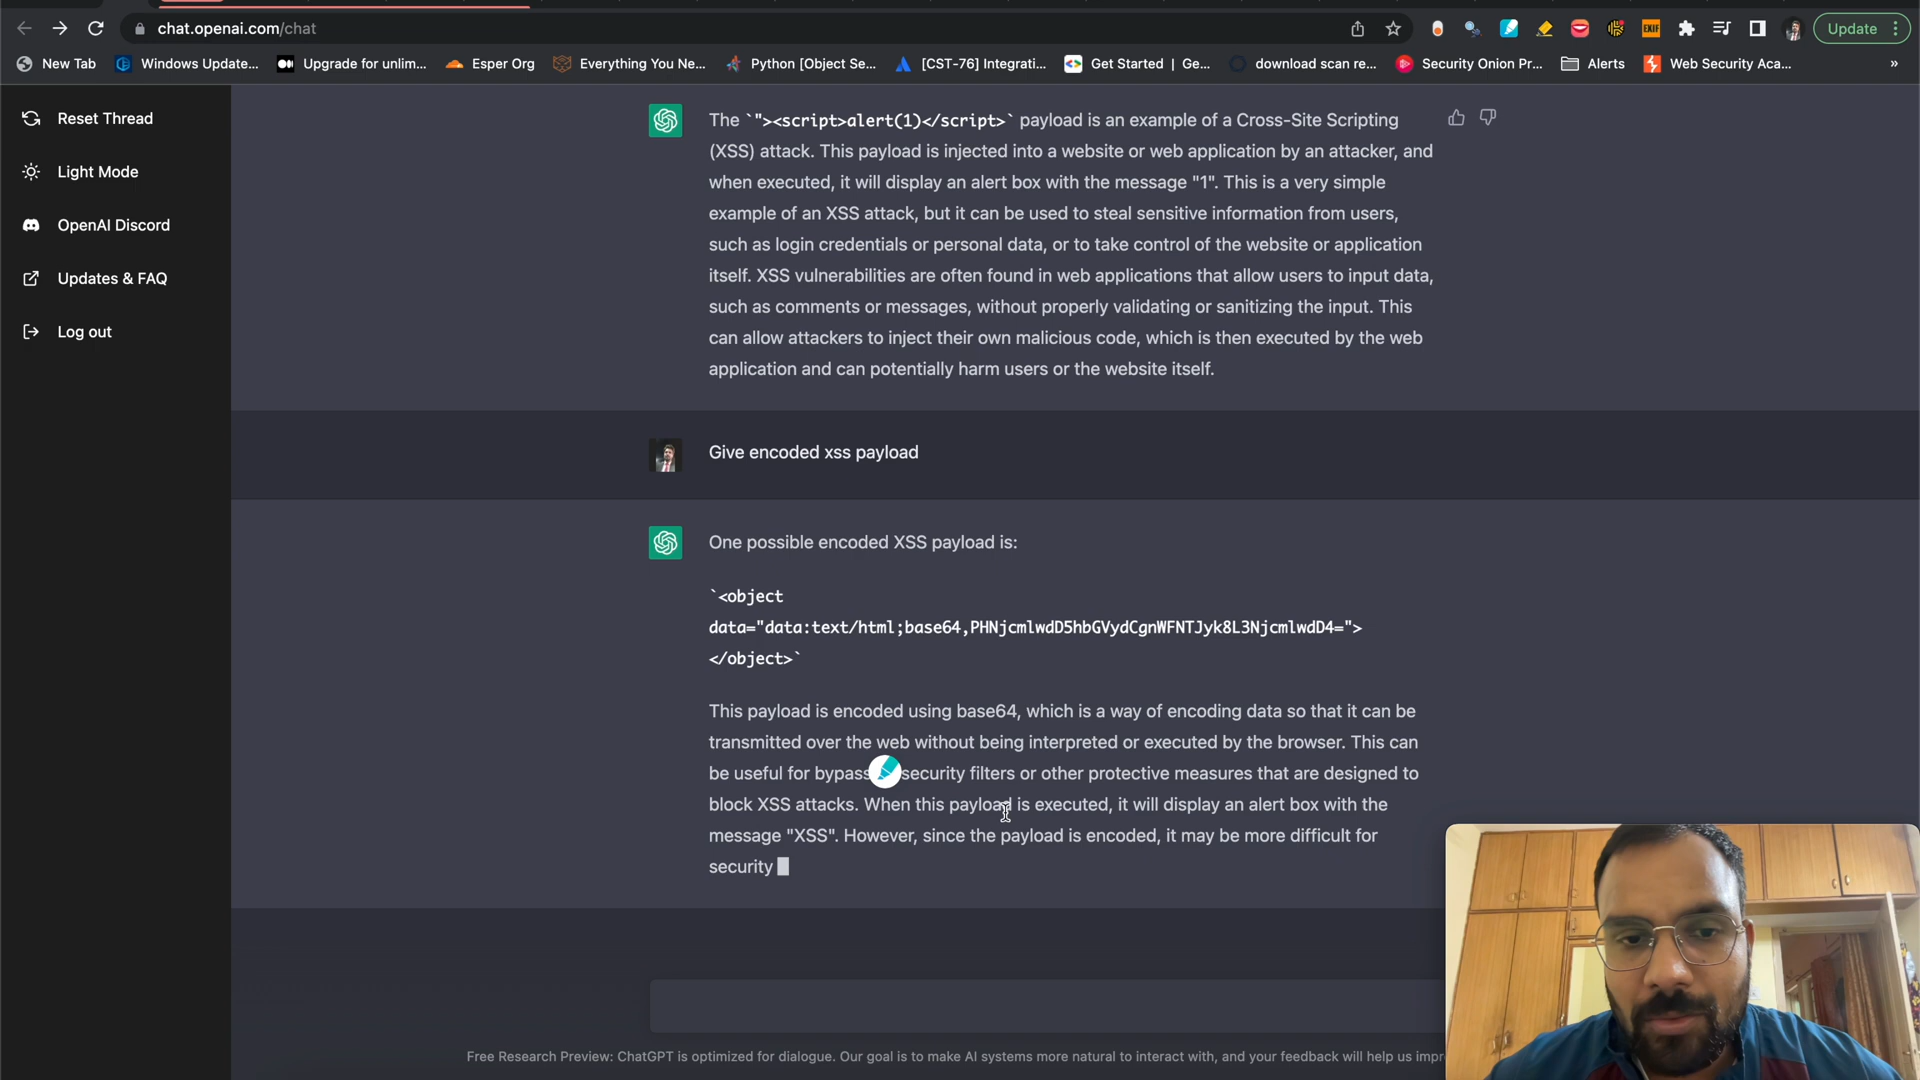 chat.openai.com/chat
Update
New Tab
Windows Update...
Upgrade for unlim...
Esper Org
Everything You Ne...
Python [Object Se...
[CST-76] Integrati...
Get Started | Ge...
download scan re...
Security Onion Pr...
Alerts
Web Security Aca...
»
EXIF
Reset Thread
Light Mode
OpenAI Discord
Updates & FAQ
Log out
The `"><script>alert(1)</script>` payload is an example of a Cross-Site Scripting
(XSS) attack. This payload is injected into a website or web application by an attacker, and
when executed, it will display an alert box with the message "1". This is a very simple
example of an XSS attack, but it can be used to steal sensitive information from users,
such as login credentials or personal data, or to take control of the website or application
itself. XSS vulnerabilities are often found in web applications that allow users to input data,
such as comments or messages, without properly validating or sanitizing the input. This
can allow attackers to inject their own malicious code, which is then executed by the web
application and can potentially harm users or the website itself.
Give encoded xss payload
One possible encoded XSS payload is:
`<object
data="data:text/html;base64,PHNjcmlwdD5hbGVydCgnWFNTJyk8L3NjcmlwdD4=">
</object>`
This payload is encoded using base64, which is a way of encoding data so that it can be
transmitted over the web without being interpreted or executed by the browser. This can
be useful for bypass security filters or other protective measures that are designed to
block XSS attacks. When this payload is executed, it will display an alert box with the
message "XSS". However, since the payload is encoded, it may be more difficult for
security
Free Research Preview: ChatGPT is optimized for dialogue. Our goal is to make AI systems more natural to interact with, and your feedback will help us impr